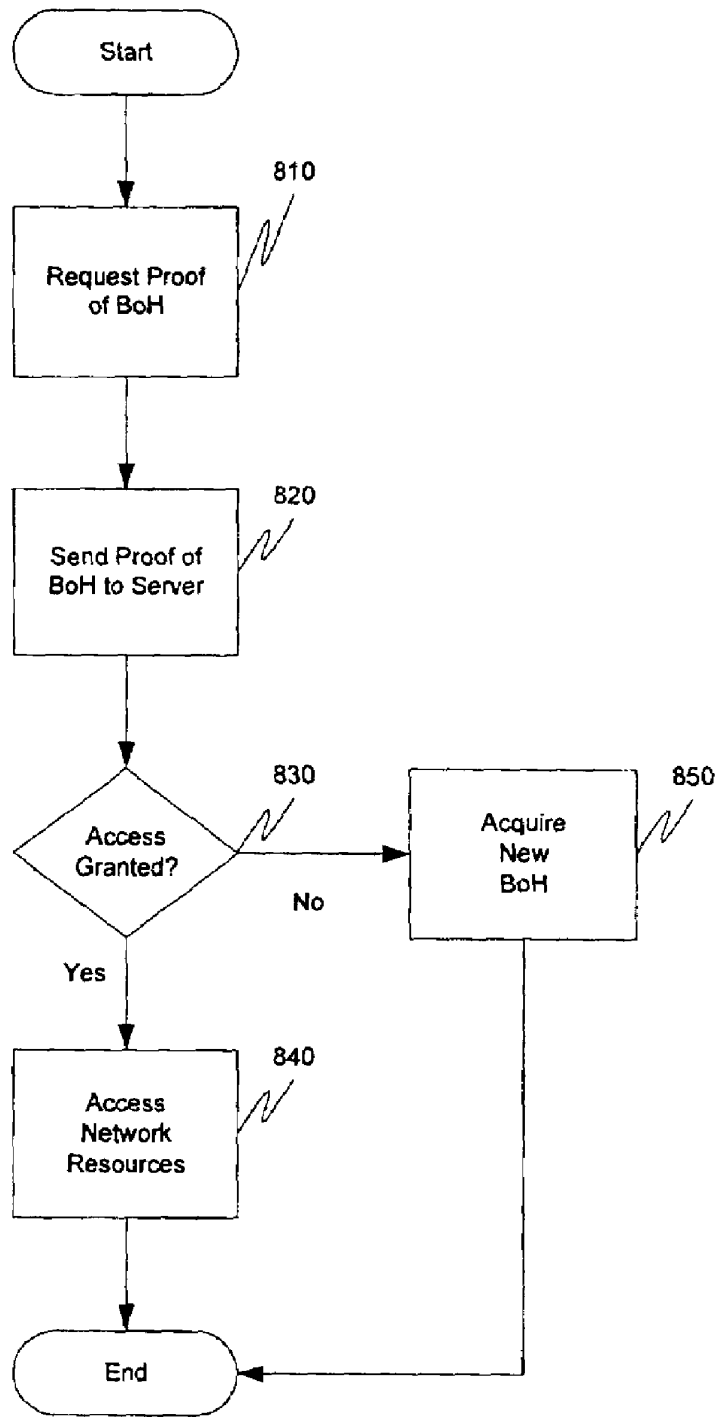 Start
810
Request Proof
of BoH
820
Send Proof of
BoH to Server
830
Access
Granted?
850
Acquire
New
BoH
No
Yes
840
Access
Network
Resources
End